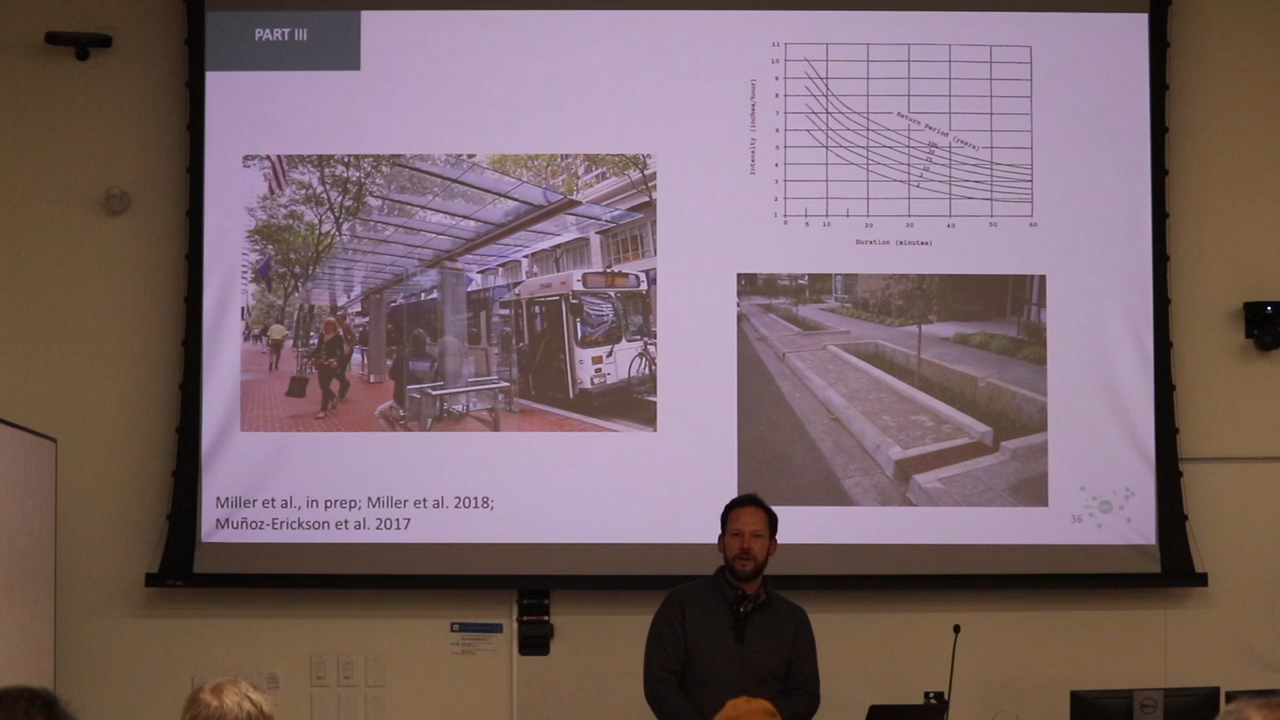 PART III
11
10
9
8
7
6
5
4
3
2
1
Intensity (inches/hour)
Return Period (years)
0 5 10 20 30 40 50 60
Duration (minutes)
Miller et al., in prep; Miller et al. 2018;
Muñoz-Erickson et al. 2017
36
DELL